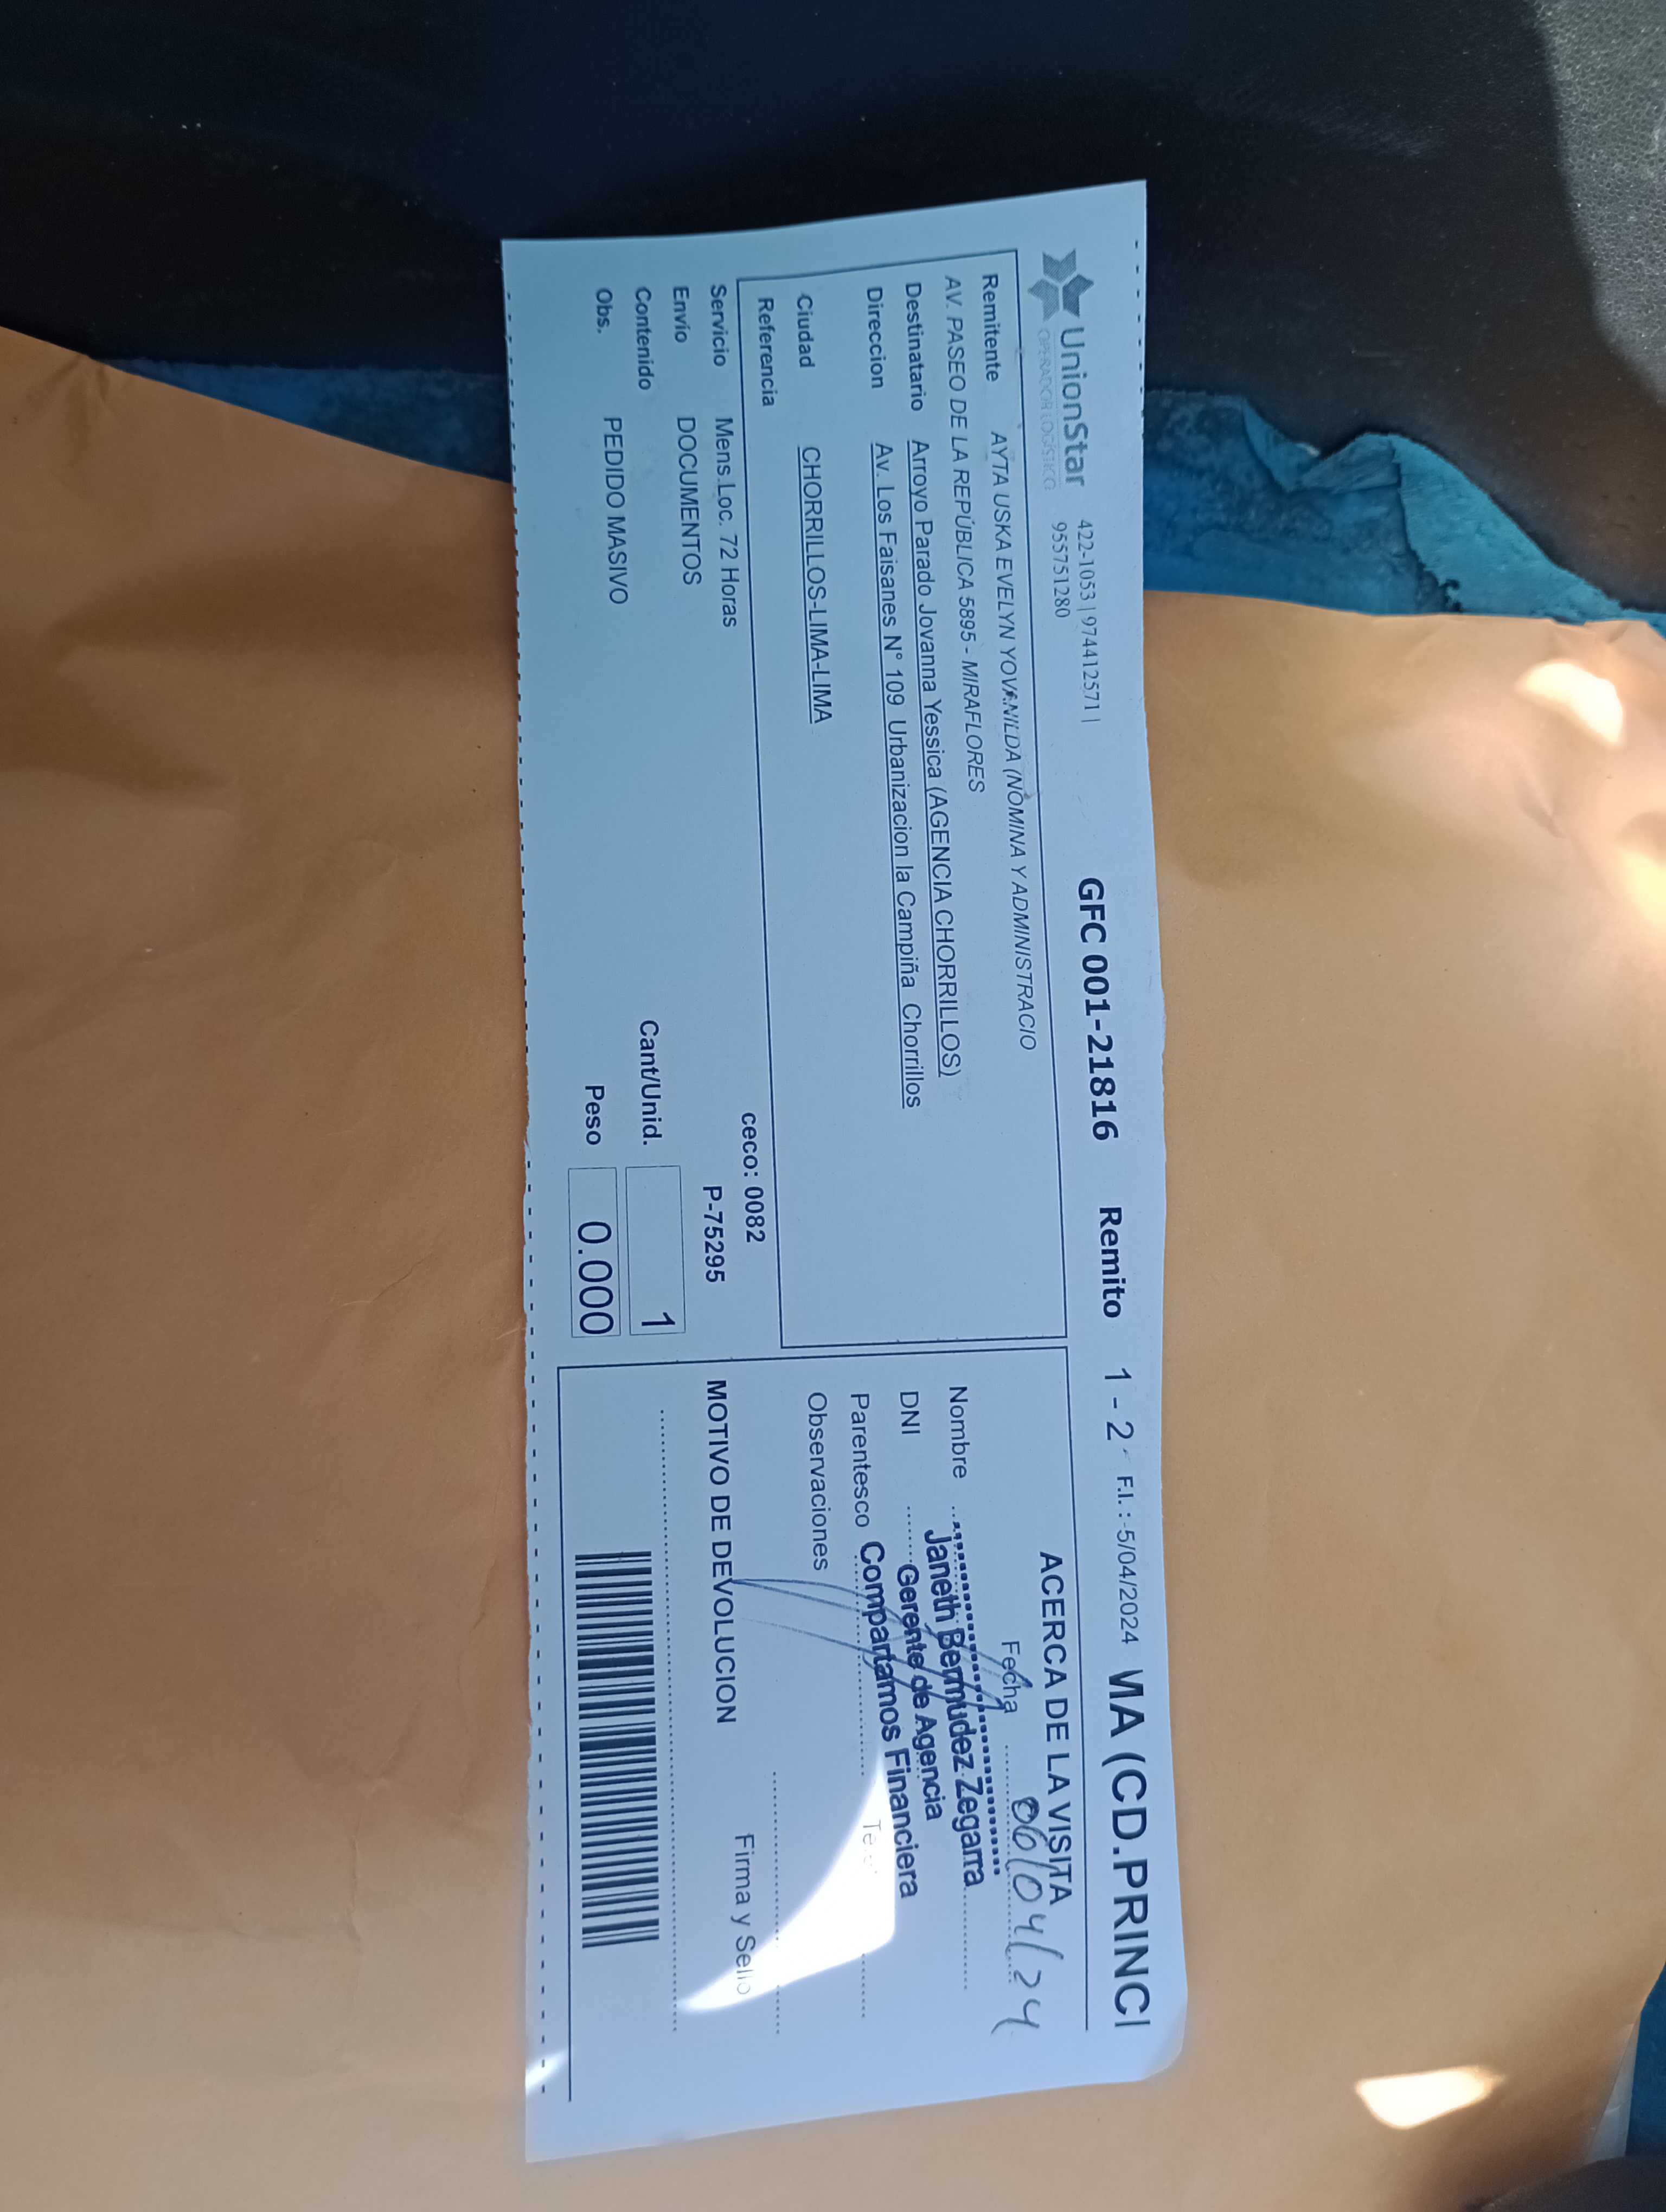 UnionStar
OPERADOR LOGÍSTICO
422-1053 | 974412571 |
955751280
GFC 001-21816 Remito 1 - 2 F.I. : 5/04/2024 MA (CD.PRINCI
Remitente AYTA USKA EVELYN YOVANILDA (NÓMINA Y ADMINISTRACIO
AV. PASEO DE LA REPÚBLICA 5895 - MIRAFLORES
Destinatario Arroyo Parado Jovanna Yessica (AGENCIA CHORRILLOS)
Direccion Av. Los Faisanes N° 109 Urbanizacion la Campiña Chorrillos
Ciudad CHORRILLOS-LIMA-LIMA
Referencia
ceco: 0082
Servicio Mens.Loc. 72 Horas
P-75295
Envío DOCUMENTOS
Contenido
Cant/Unid. 1
Obs. PEDIDO MASIVO
Peso 0.000
ACERCA DE LA VISITA
Fecha 06/04/24
Nombre Janeth Bermudez Zegarra
DNI Gerente de Agencia
Parentesco Compartamos Financiera
Observaciones
Firma y Sello
MOTIVO DE DEVOLUCION